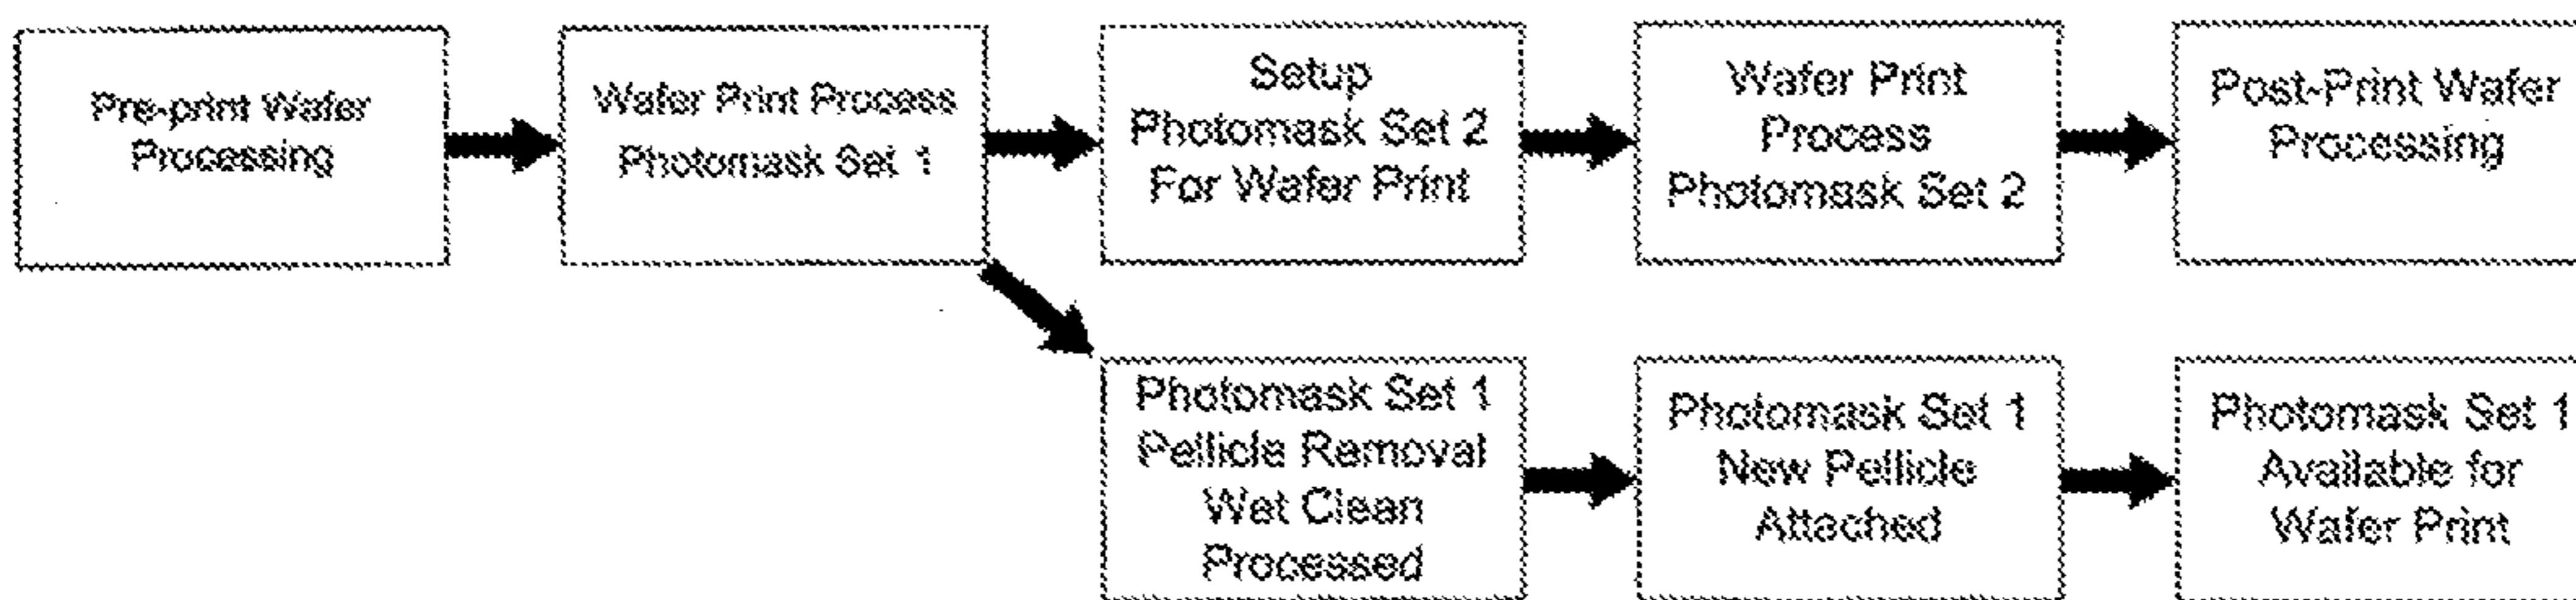 Pre-print Wafer
Processing
Wafer Print Process
Photomask Set 1
Setup
Photomask Set 2
For Wafer Print
Wafer Print
Process
Photomask Set 2
Post-Print Wafer
Processing
Photomask Set 1
Pellicle Removal
Wet Clean
Processed
Photomask Set 1
New Pellicle
Attached
Photomask Set 1
Available for
Wafer Print